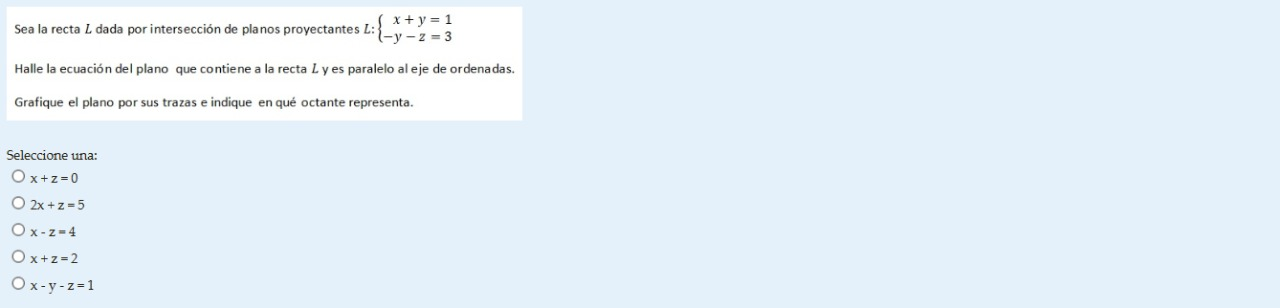 Sea la recta L dada por intersección de planos proyectantes L: { x + y = 1
−y − z = 3
Halle la ecuación del plano que contiene a la recta L y es paralelo al eje de ordenadas.
Grafique el plano por sus trazas e indique en qué octante representa.
Seleccione una:
x + z = 0
2x + z = 5
x - z = 4
x + z = 2
x - y - z = 1